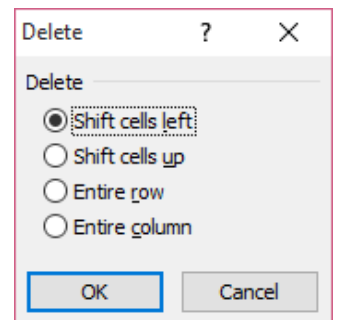 Delete ?
Delete
Shift cells left
Shift cells up
Entire row
Entire column
OK Cancel